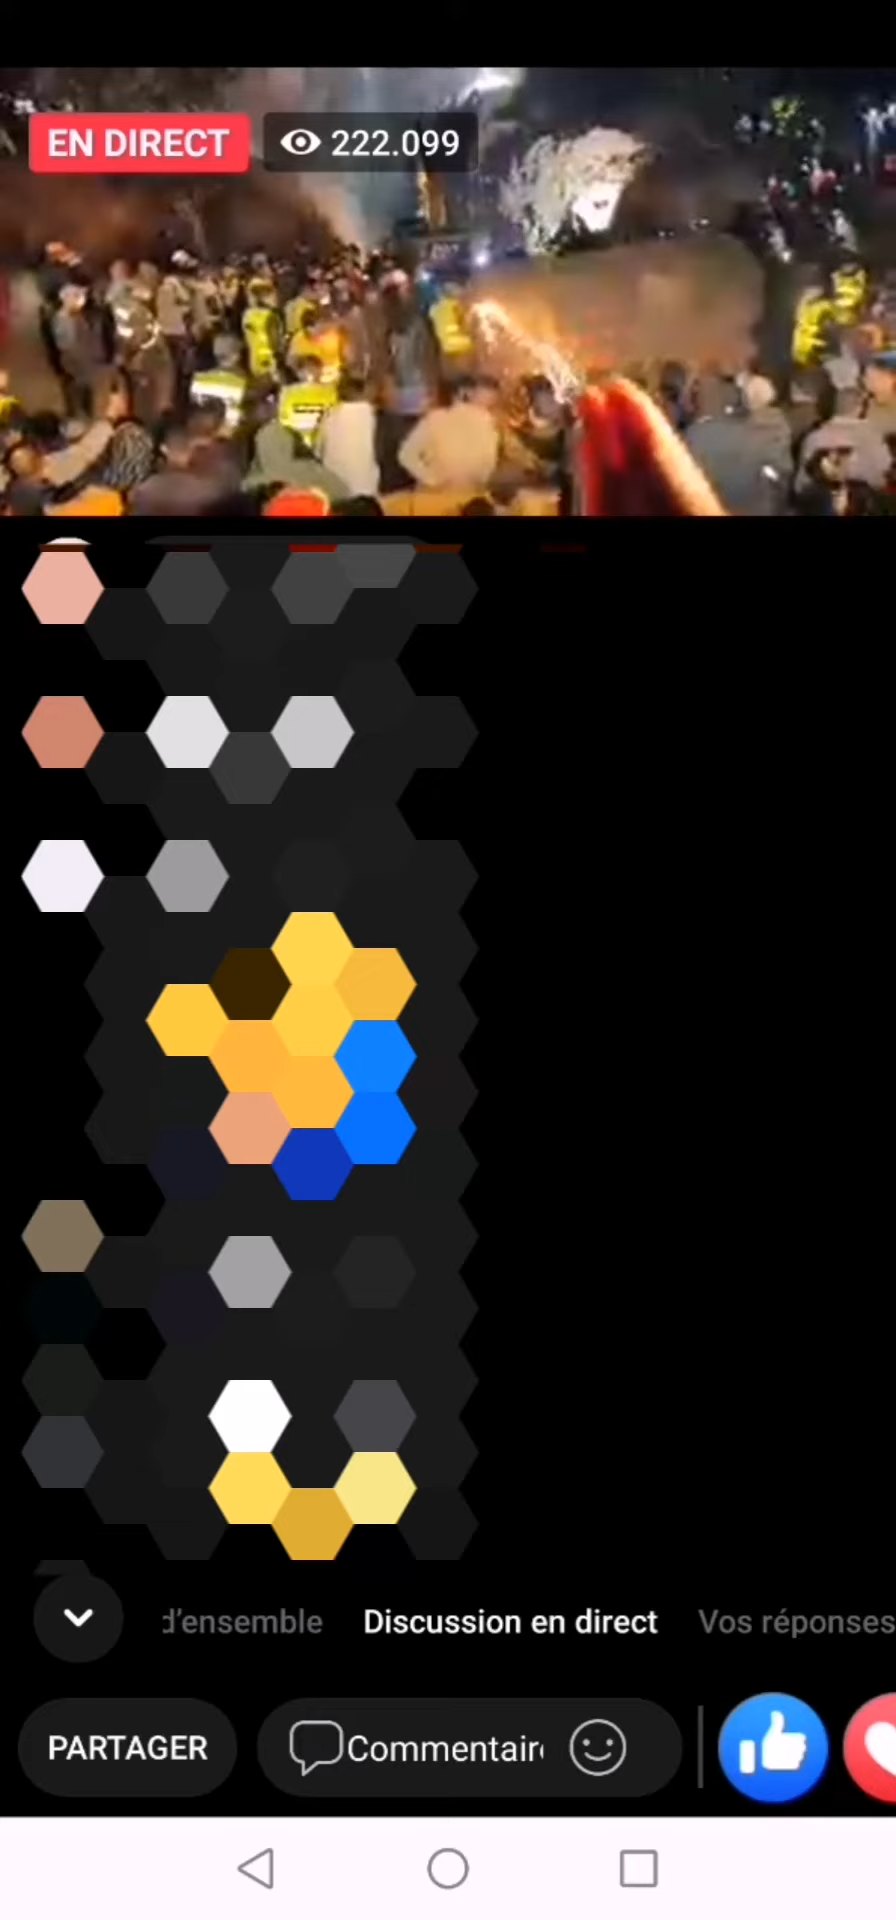 EN DIRECT 222.099
d'ensemble Discussion en direct Vos réponses
PARTAGER Commentair